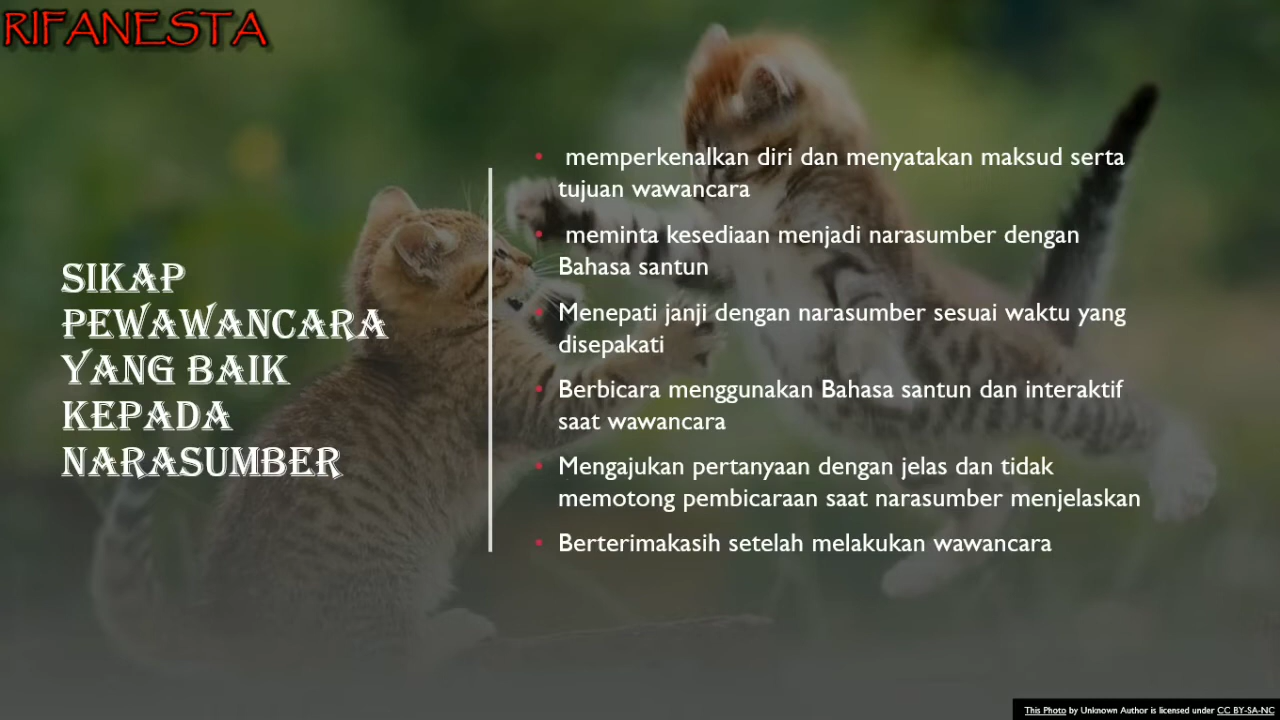 RIFANESTA
SIKAP
PEWAWANCARA
YANG BAIK
KEPADA
NARASUMBER
• memperkenalkan diri dan menyatakan maksud serta
tujuan wawancara
• meminta kesediaan menjadi narasumber dengan
Bahasa santun
• Menepati janji dengan narasumber sesuai waktu yang
disepakati
• Berbicara menggunakan Bahasa santun dan interaktif
saat wawancara
• Mengajukan pertanyaan dengan jelas dan tidak
memotong pembicaraan saat narasumber menjelaskan
• Berterimakasih setelah melakukan wawancara
This Photo by Unknown Author is licensed under CC BY-SA-NC